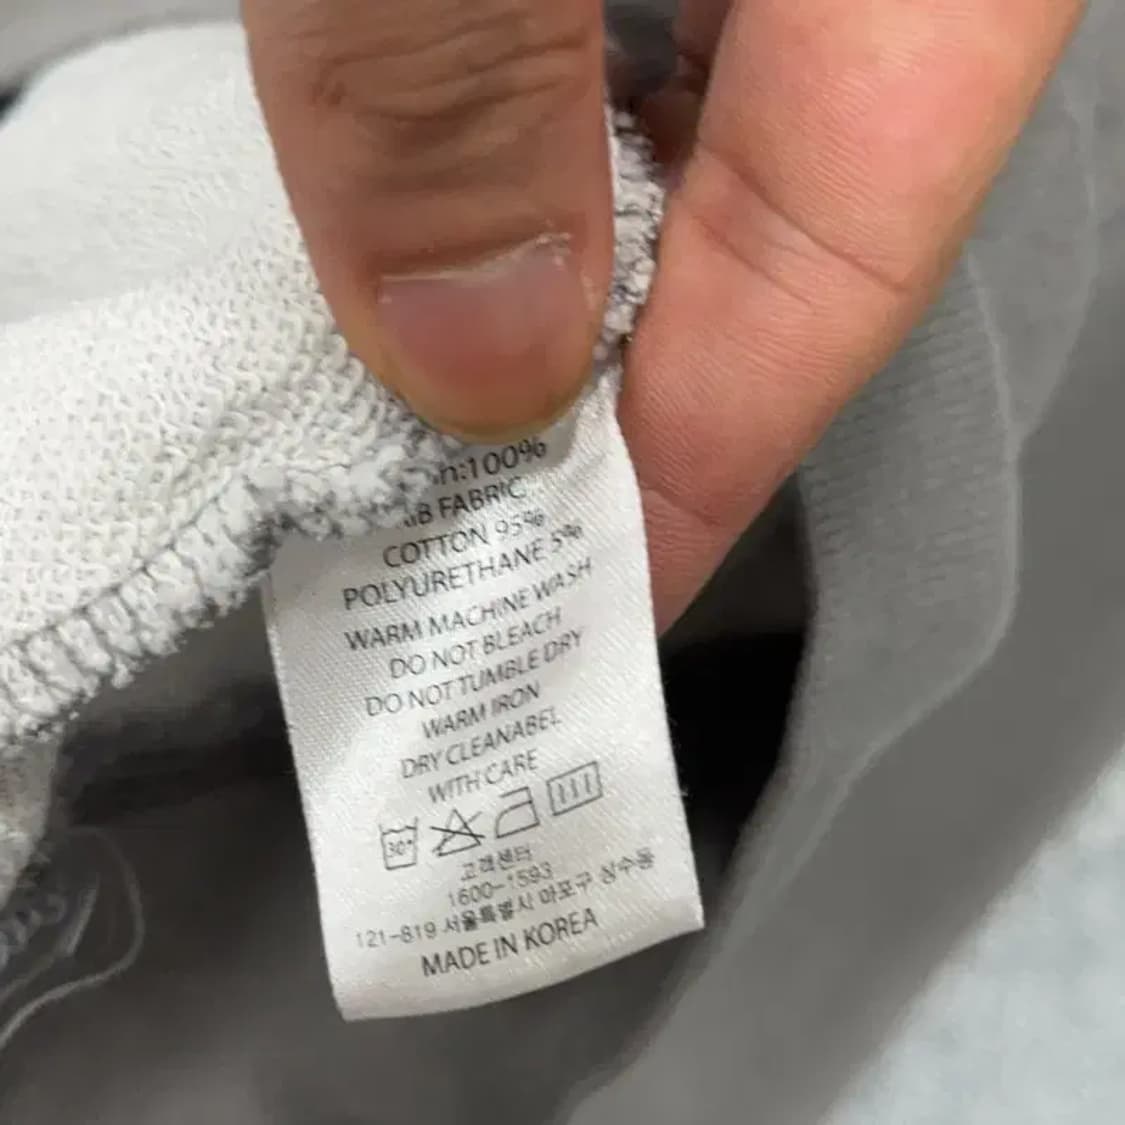 n:100%
B FABRIC
COTTON 95%
POLYURETHANE 5%
WARM MACHINE WASH
DO NOT BLEACH
DO NOT TUMBLE DRY
WARM IRON
DRY CLEANABEL
WITH CARE
30°
고객센터
1600-1593
121-819 서울특별시 마포구 상수동
MADE IN KOREA